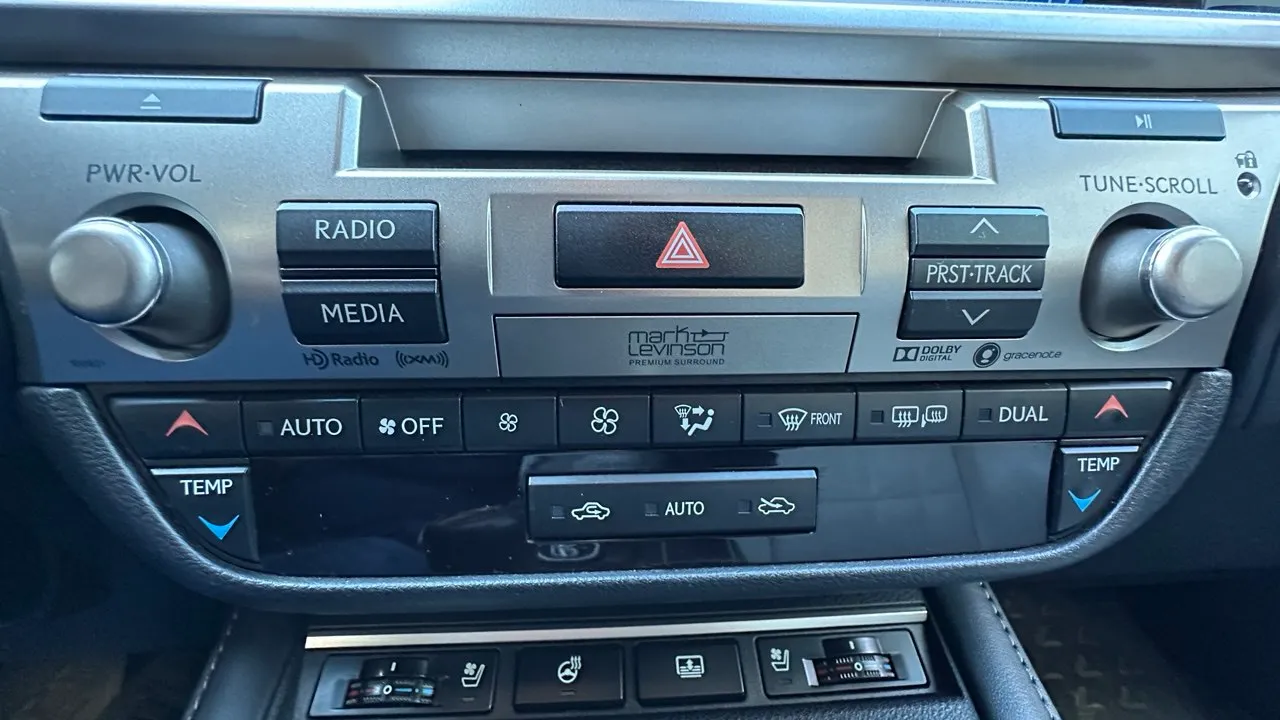 PWR·VOL
TUNE·SCROLL
RADIO
PRST·TRACK
MEDIA
mark
LEVINSON
PREMIUM SURROUND
HD Radio
((XM))
DOLBY
DIGITAL
gracenote
AUTO
OFF
FRONT
DUAL
TEMP
TEMP
AUTO